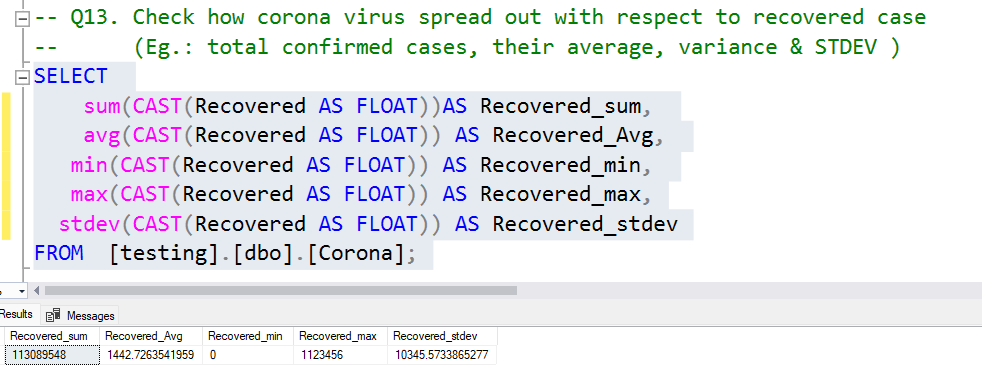 -- Q13. Check how corona virus spread out with respect to recovered case
--      (Eg.: total confirmed cases, their average, variance & STDEV )
SELECT
    sum(CAST(Recovered AS FLOAT))AS Recovered_sum,
    avg(CAST(Recovered AS FLOAT)) AS Recovered_Avg,
   min(CAST(Recovered AS FLOAT)) AS Recovered_min,
   max(CAST(Recovered AS FLOAT)) AS Recovered_max,
  stdev(CAST(Recovered AS FLOAT)) AS Recovered_stdev
FROM  [testing].[dbo].[Corona];
Results Messages
Recovered_sum Recovered_Avg Recovered_min Recovered_max Recovered_stdev
113089548 1442.7263541959 0 1123456 10345.5733865277